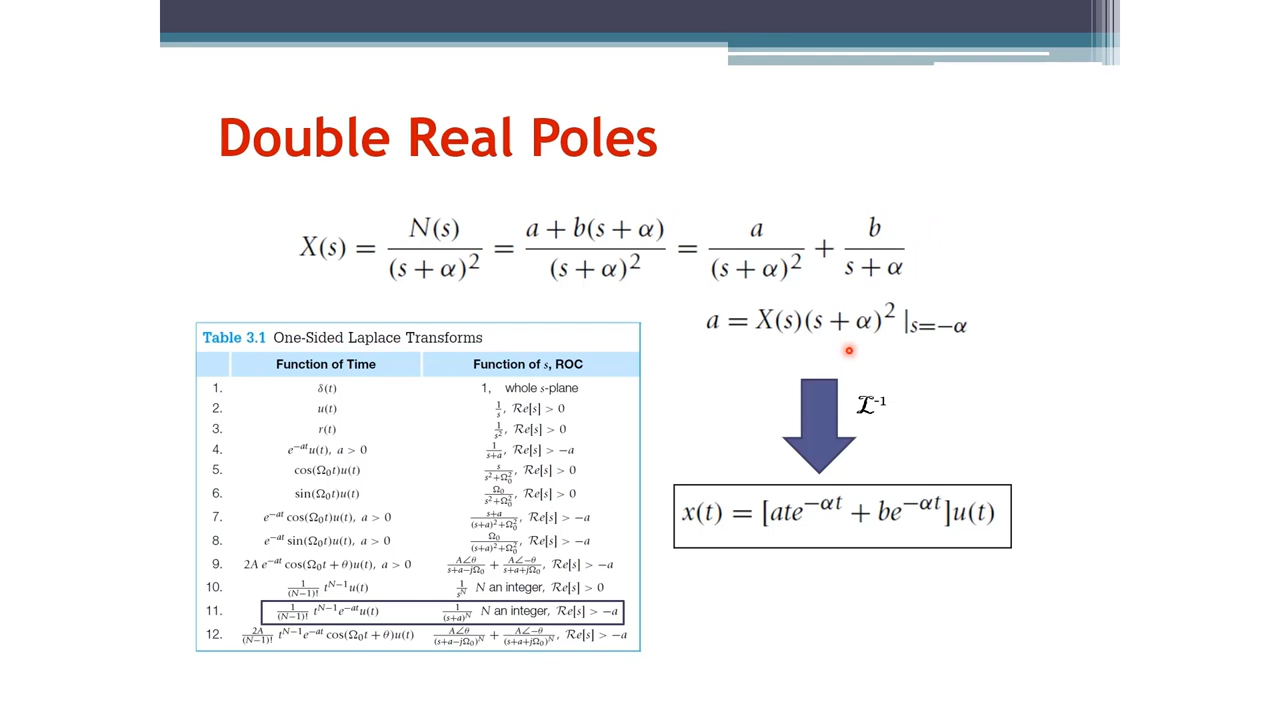 Double Real Poles
X(s) = N(s)/(s + α)² = a + b(s + α)/(s + α)² = a/(s + α)² + b/(s + α)
a = X(s)(s + α)² |s=−α
Table 3.1 One-Sided Laplace Transforms
Function of Time Function of s, ROC
1. δ(t) 1, whole s-plane
2. u(t) 1/s, Re[s] > 0
3. r(t) 1/s², Re[s] > 0
4. e^−at u(t), a > 0 1/(s+a), Re[s] > −a
5. cos(Ω₀t)u(t) s/(s²+Ω₀²), Re[s] > 0
6. sin(Ω₀t)u(t) Ω₀/(s²+Ω₀²), Re[s] > 0
7. e^−at cos(Ω₀t)u(t), a > 0 (s+a)/((s+a)²+Ω₀²), Re[s] > −a
8. e^−at sin(Ω₀t)u(t), a > 0 Ω₀/((s+a)²+Ω₀²), Re[s] > −a
9. 2A e^−at cos(Ω₀t + θ)u(t), a > 0 A∠θ/(s+a−jΩ₀) + A∠−θ/(s+a+jΩ₀), Re[s] > −a
10. 1/(N−1)! t^N−1 u(t) 1/s^N N an integer, Re[s] > 0
11. 1/(N−1)! t^N−1 e^−at u(t) 1/(s+a)^N N an integer, Re[s] > −a
12. 2A/(N−1)! t^N−1 e^−at cos(Ω₀t + θ)u(t) A∠θ/(s+a−jΩ₀)^N + A∠−θ/(s+a+jΩ₀)^N, Re[s] > −a
ℒ⁻¹
x(t) = [ate^−αt + be^−αt]u(t)